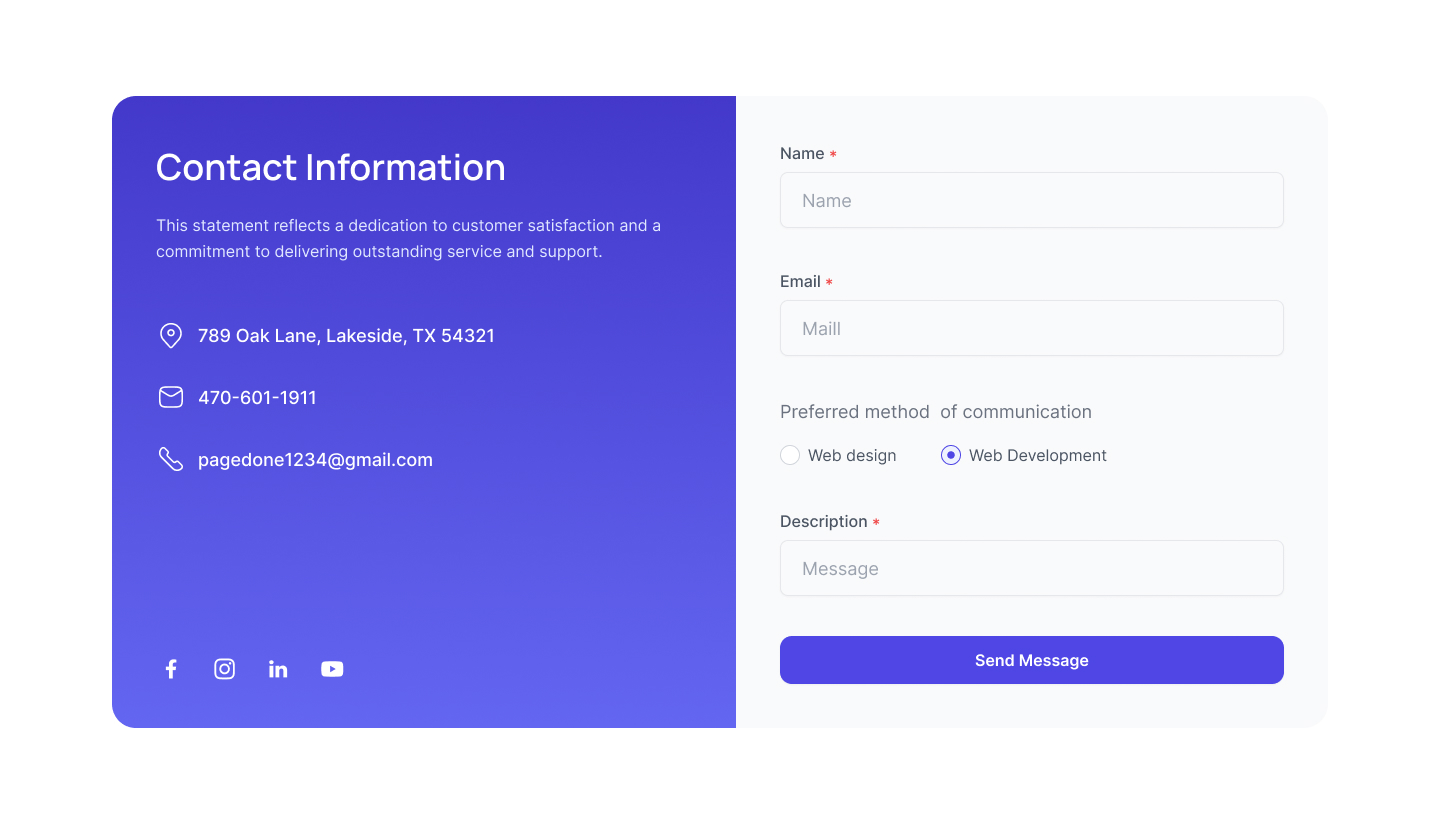 Contact Information
This statement reflects a dedication to customer satisfaction and a
commitment to delivering outstanding service and support.
789 Oak Lane, Lakeside, TX 54321
470-601-1911
pagedone1234@gmail.com
Name *
Name
Email *
Maill
Preferred method  of communication
Web design
Web Development
Description *
Message
Send Message